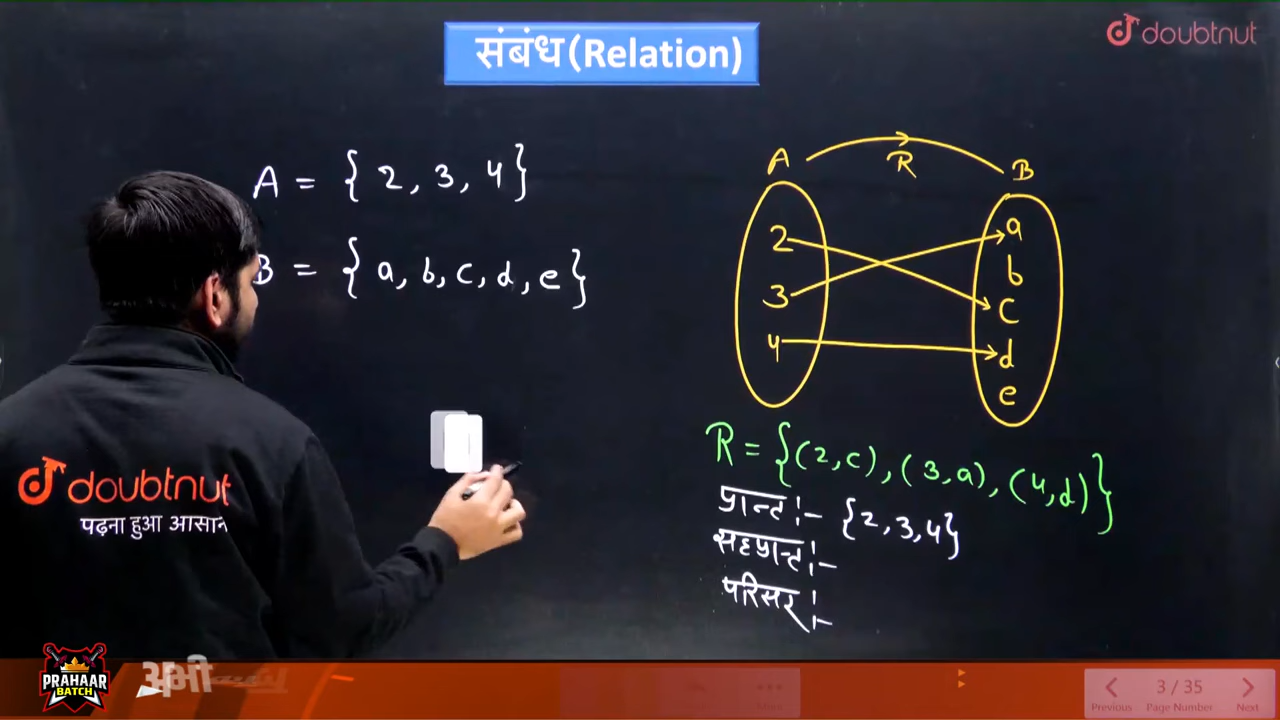 संबंध(Relation)
doubtnut
A = {2, 3, 4}
B = {a, b, c, d, e}
A R B
2 a
b
3 c
4 d
e
R = {(2,c), (3,a), (4,d)}
प्रान्त:- {2,3,4}
सहप्रान्त:-
परिसर:-
doubtnut
पढ़ना हुआ आसान
PRAHAAR
BATCH
अभी
3 / 35
Previous Page Number Next